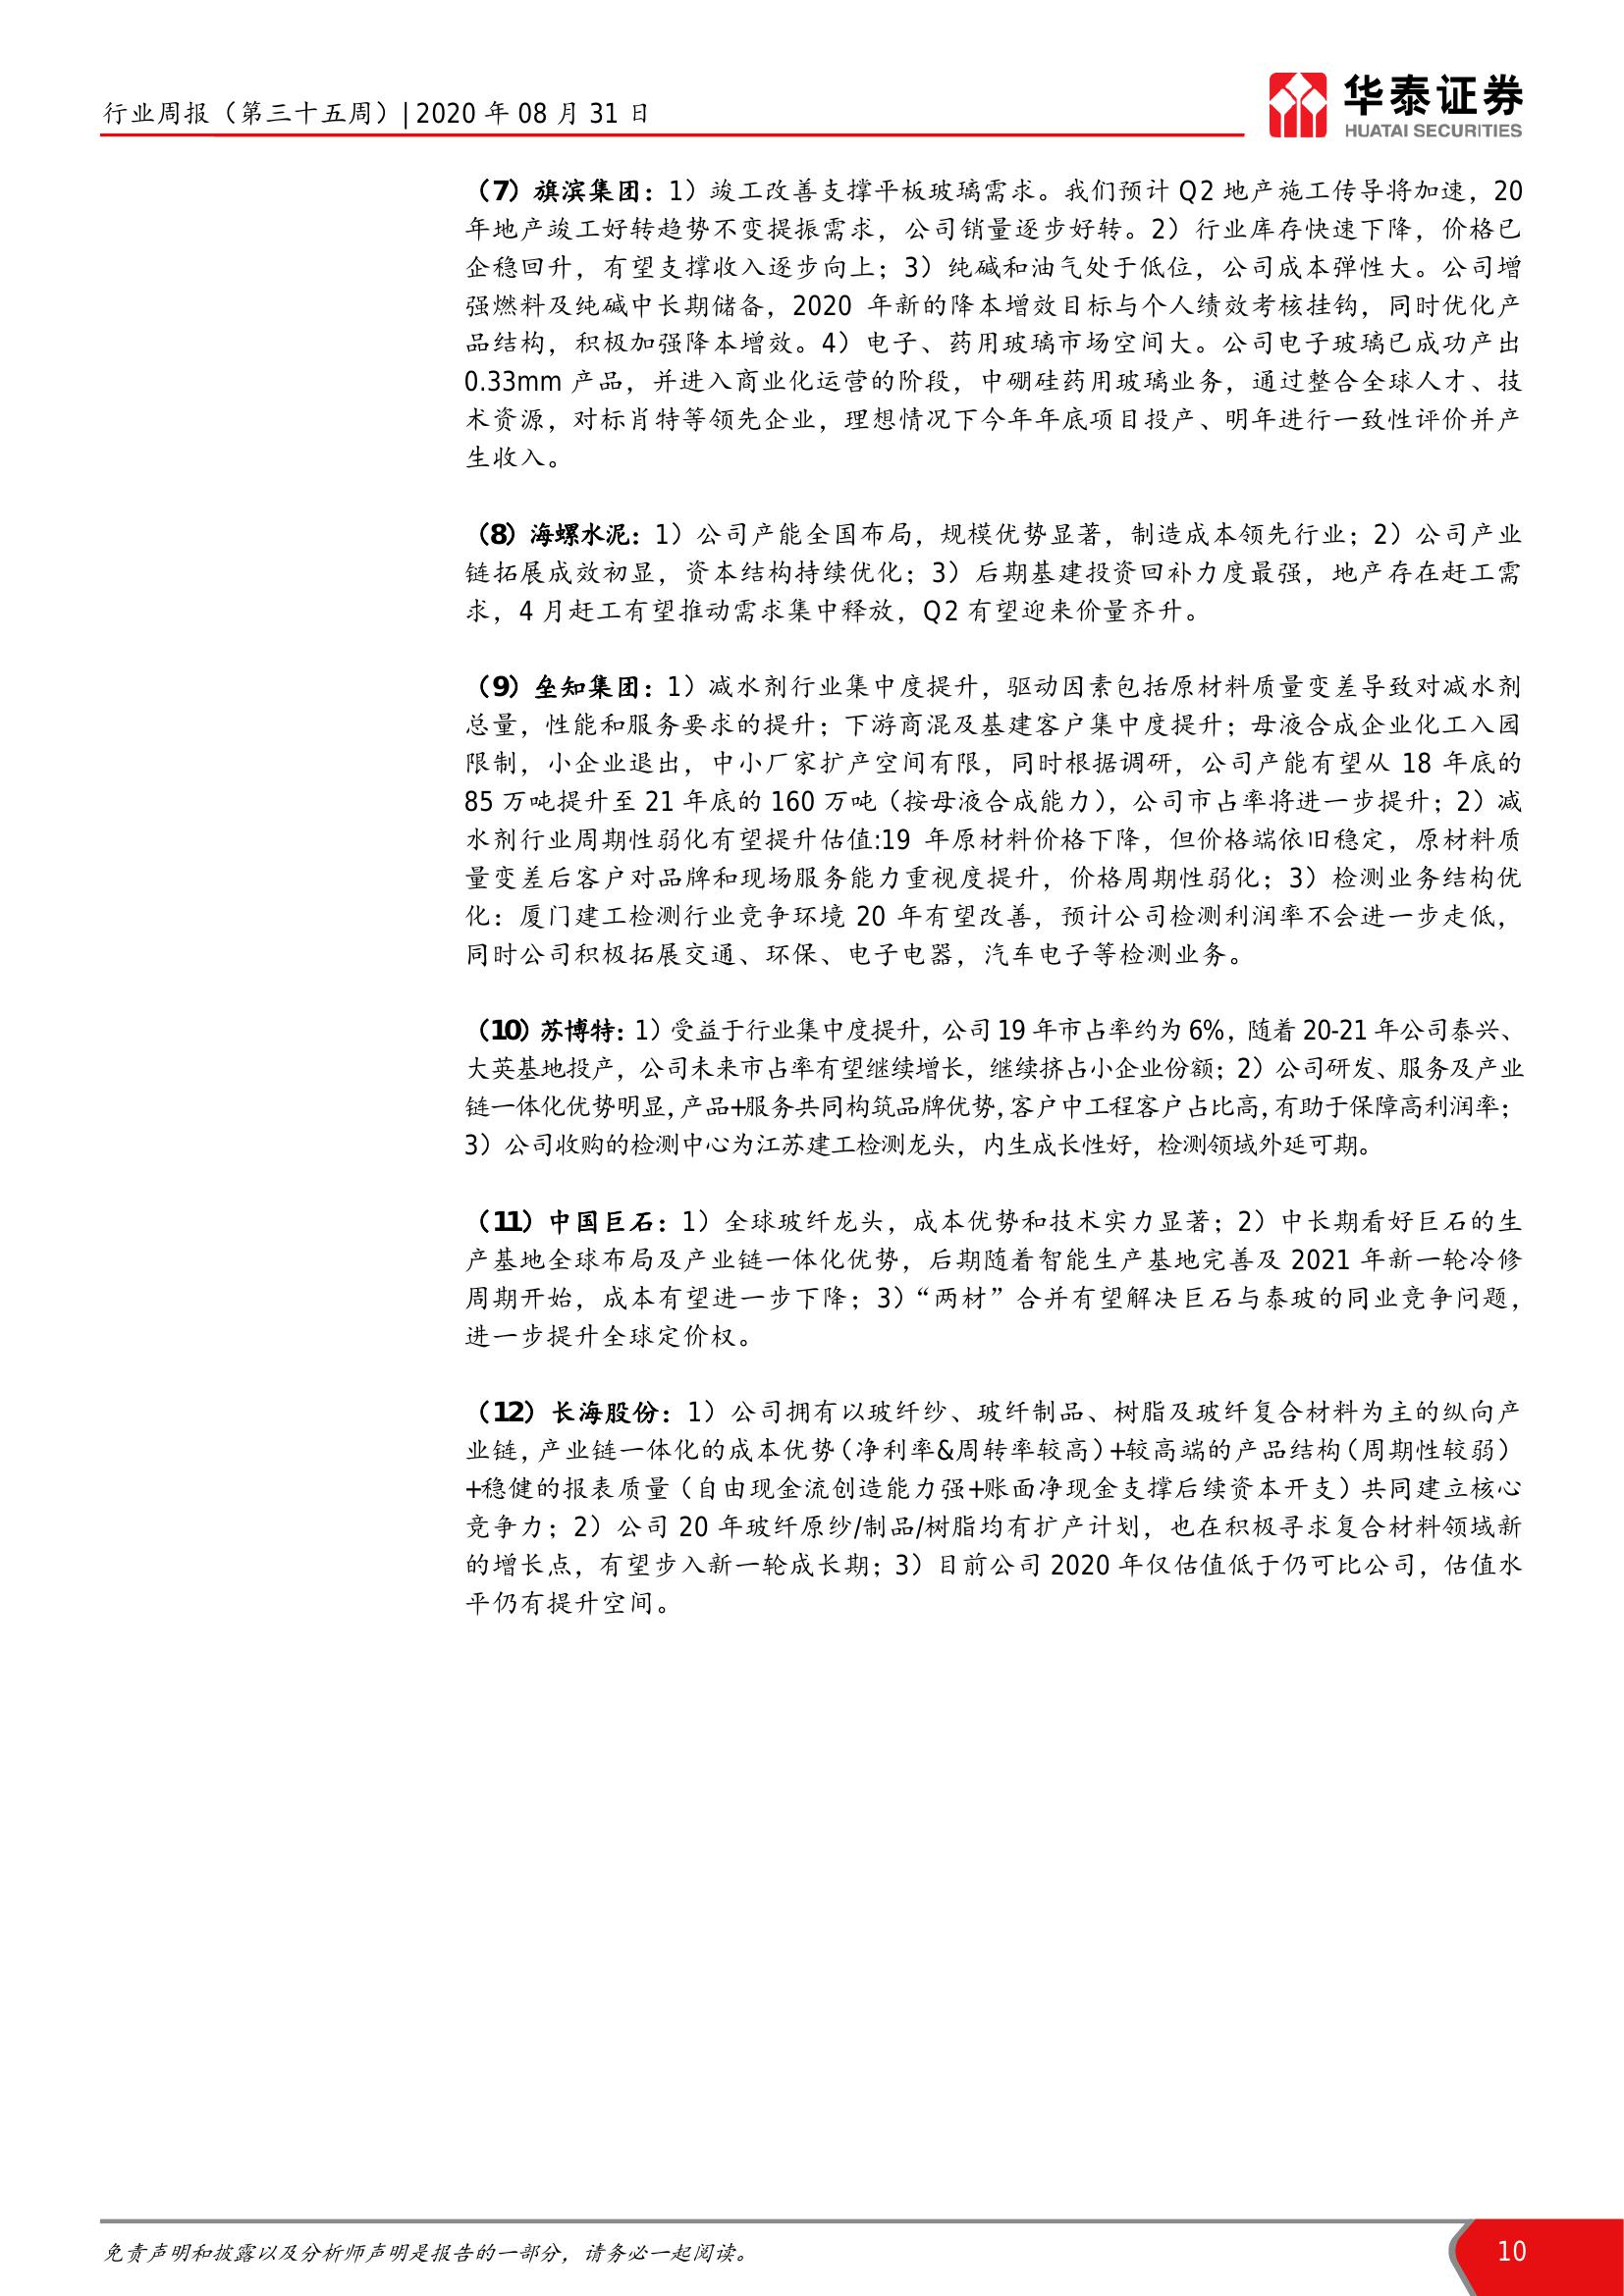 行业周报（第三十五周）| 2020 年 08 月 31 日
华泰证券
HUATAI SECURITIES
（7）旗滨集团：1）竣工改善支撑平板玻璃需求。我们预计 Q2 地产施工传导将加速，20
年地产竣工好转趋势不变提振需求，公司销量逐步好转。2）行业库存快速下降，价格已
企稳回升，有望支撑收入逐步向上；3）纯碱和油气处于低位，公司成本弹性大。公司增
强燃料及纯碱中长期储备，2020 年新的降本增效目标与个人绩效考核挂钩，同时优化产
品结构，积极加强降本增效。4）电子、药用玻璃市场空间大。公司电子玻璃已成功产出
0.33mm 产品，并进入商业化运营的阶段，中硼硅药用玻璃业务，通过整合全球人才、技
术资源，对标肖特等领先企业，理想情况下今年年底项目投产、明年进行一致性评价并产
生收入。
（8）海螺水泥：1）公司产能全国布局，规模优势显著，制造成本领先行业；2）公司产业
链拓展成效初显，资本结构持续优化；3）后期基建投资回补力度最强，地产存在赶工需
求，4 月赶工有望推动需求集中释放，Q2 有望迎来价量齐升。
（9）垒知集团：1）减水剂行业集中度提升，驱动因素包括原材料质量变差导致对减水剂
总量，性能和服务要求的提升；下游商混及基建客户集中度提升；母液合成企业化工入园
限制，小企业退出，中小厂家扩产空间有限，同时根据调研，公司产能有望从 18 年底的
85 万吨提升至 21 年底的 160 万吨（按母液合成能力），公司市占率将进一步提升；2）减
水剂行业周期性弱化有望提升估值:19 年原材料价格下降，但价格端依旧稳定，原材料质
量变差后客户对品牌和现场服务能力重视度提升，价格周期性弱化；3）检测业务结构优
化：厦门建工检测行业竞争环境 20 年有望改善，预计公司检测利润率不会进一步走低，
同时公司积极拓展交通、环保、电子电器，汽车电子等检测业务。
（10）苏博特：1）受益于行业集中度提升，公司 19 年市占率约为 6%，随着 20-21 年公司泰兴、
大英基地投产，公司未来市占率有望继续增长，继续挤占小企业份额；2）公司研发、服务及产业
链一体化优势明显，产品+服务共同构筑品牌优势，客户中工程客户占比高，有助于保障高利润率；
3）公司收购的检测中心为江苏建工检测龙头，内生成长性好，检测领域外延可期。
（11）中国巨石：1）全球玻纤龙头，成本优势和技术实力显著；2）中长期看好巨石的生
产基地全球布局及产业链一体化优势，后期随着智能生产基地完善及 2021 年新一轮冷修
周期开始，成本有望进一步下降；3）“两材”合并有望解决巨石与泰玻的同业竞争问题，
进一步提升全球定价权。
（12）长海股份：1）公司拥有以玻纤纱、玻纤制品、树脂及玻纤复合材料为主的纵向产
业链，产业链一体化的成本优势（净利率&周转率较高）+较高端的产品结构（周期性较弱）
+稳健的报表质量（自由现金流创造能力强+账面净现金支撑后续资本开支）共同建立核心
竞争力；2）公司 20 年玻纤原纱/制品/树脂均有扩产计划，也在积极寻求复合材料领域新
的增长点，有望步入新一轮成长期；3）目前公司 2020 年仅估值低于仍可比公司，估值水
平仍有提升空间。
免责声明和披露以及分析师声明是报告的一部分，请务必一起阅读。
10